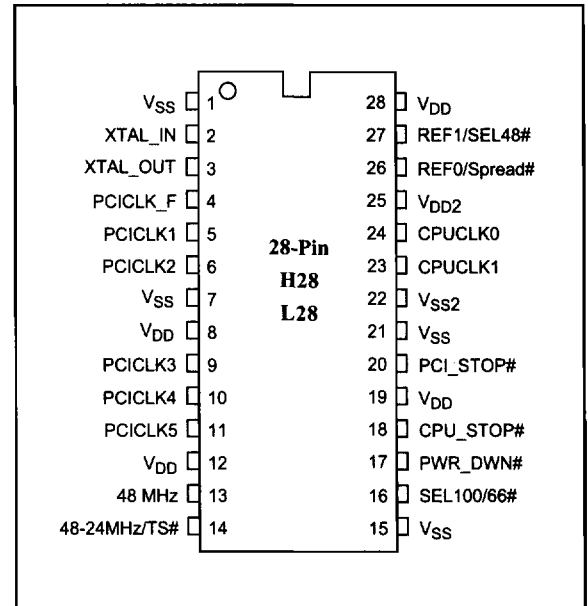 VSS 1 28 VDD
XTAL_IN 2 27 REF1/SEL48#
XTAL_OUT 3 26 REF0/Spread#
PCICLK_F 4 25 VDD2
PCICLK1 5 24 CPUCLK0
PCICLK2 6 23 CPUCLK1
28-Pin
H28
L28
VSS 7 22 VSS2
VDD 8 21 VSS
PCICLK3 9 20 PCI_STOP#
PCICLK4 10 19 VDD
PCICLK5 11 18 CPU_STOP#
VDD 12 17 PWR_DWN#
48 MHz 13 16 SEL100/66#
48-24MHz/TS# 14 15 VSS